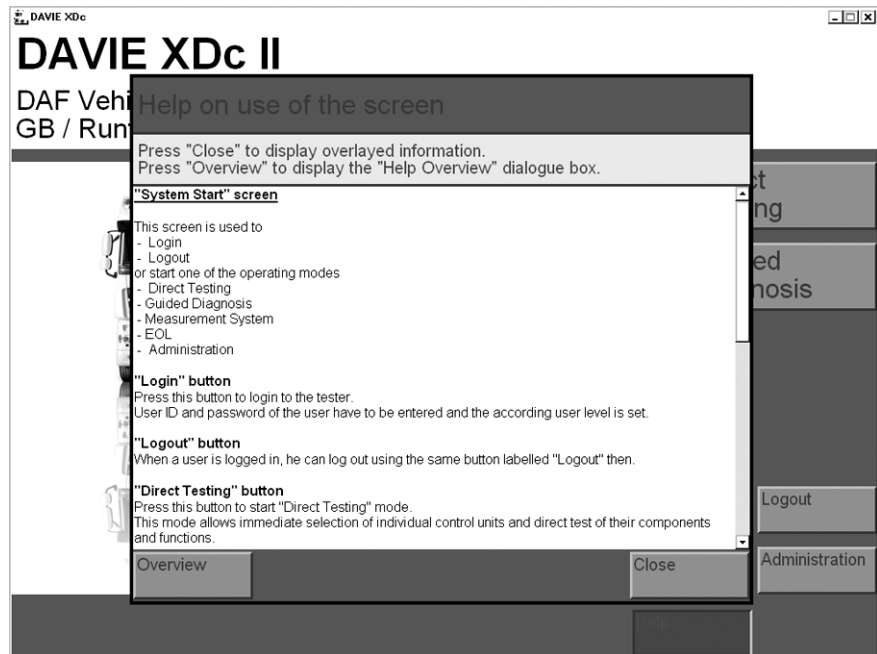 DAVIE XDc
DAVIE XDc II
DAF Vehi
GB / Run
Help on use of the screen
Press "Close" to display overlayed information.
Press "Overview" to display the "Help Overview" dialogue box.
"System Start" screen
This screen is used to
- Login
- Logout
or start one of the operating modes
- Direct Testing
- Guided Diagnosis
- Measurement System
- EOL
- Administration
"Login" button
Press this button to login to the tester.
User ID and password of the user have to be entered and the according user level is set.
"Logout" button
When a user is logged in, he can log out using the same button labelled "Logout" then.
"Direct Testing" button
Press this button to start "Direct Testing" mode.
This mode allows immediate selection of individual control units and direct test of their components
and functions.
Overview
Close
ct
ng
ed
nosis
Logout
Administration
Help